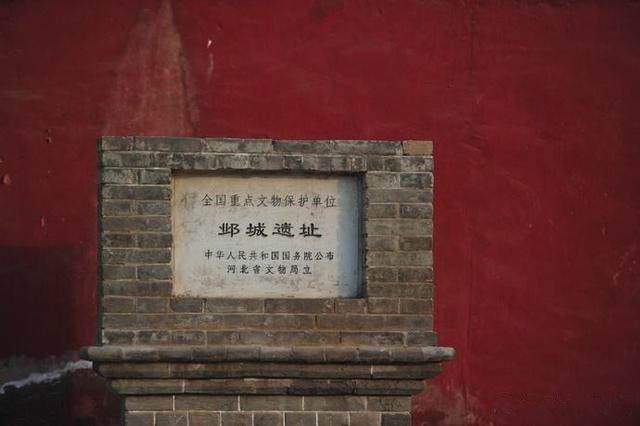 全国重点文物保护单位
邺城遗址
中华人民共和国国务院公布
河北省文物局立